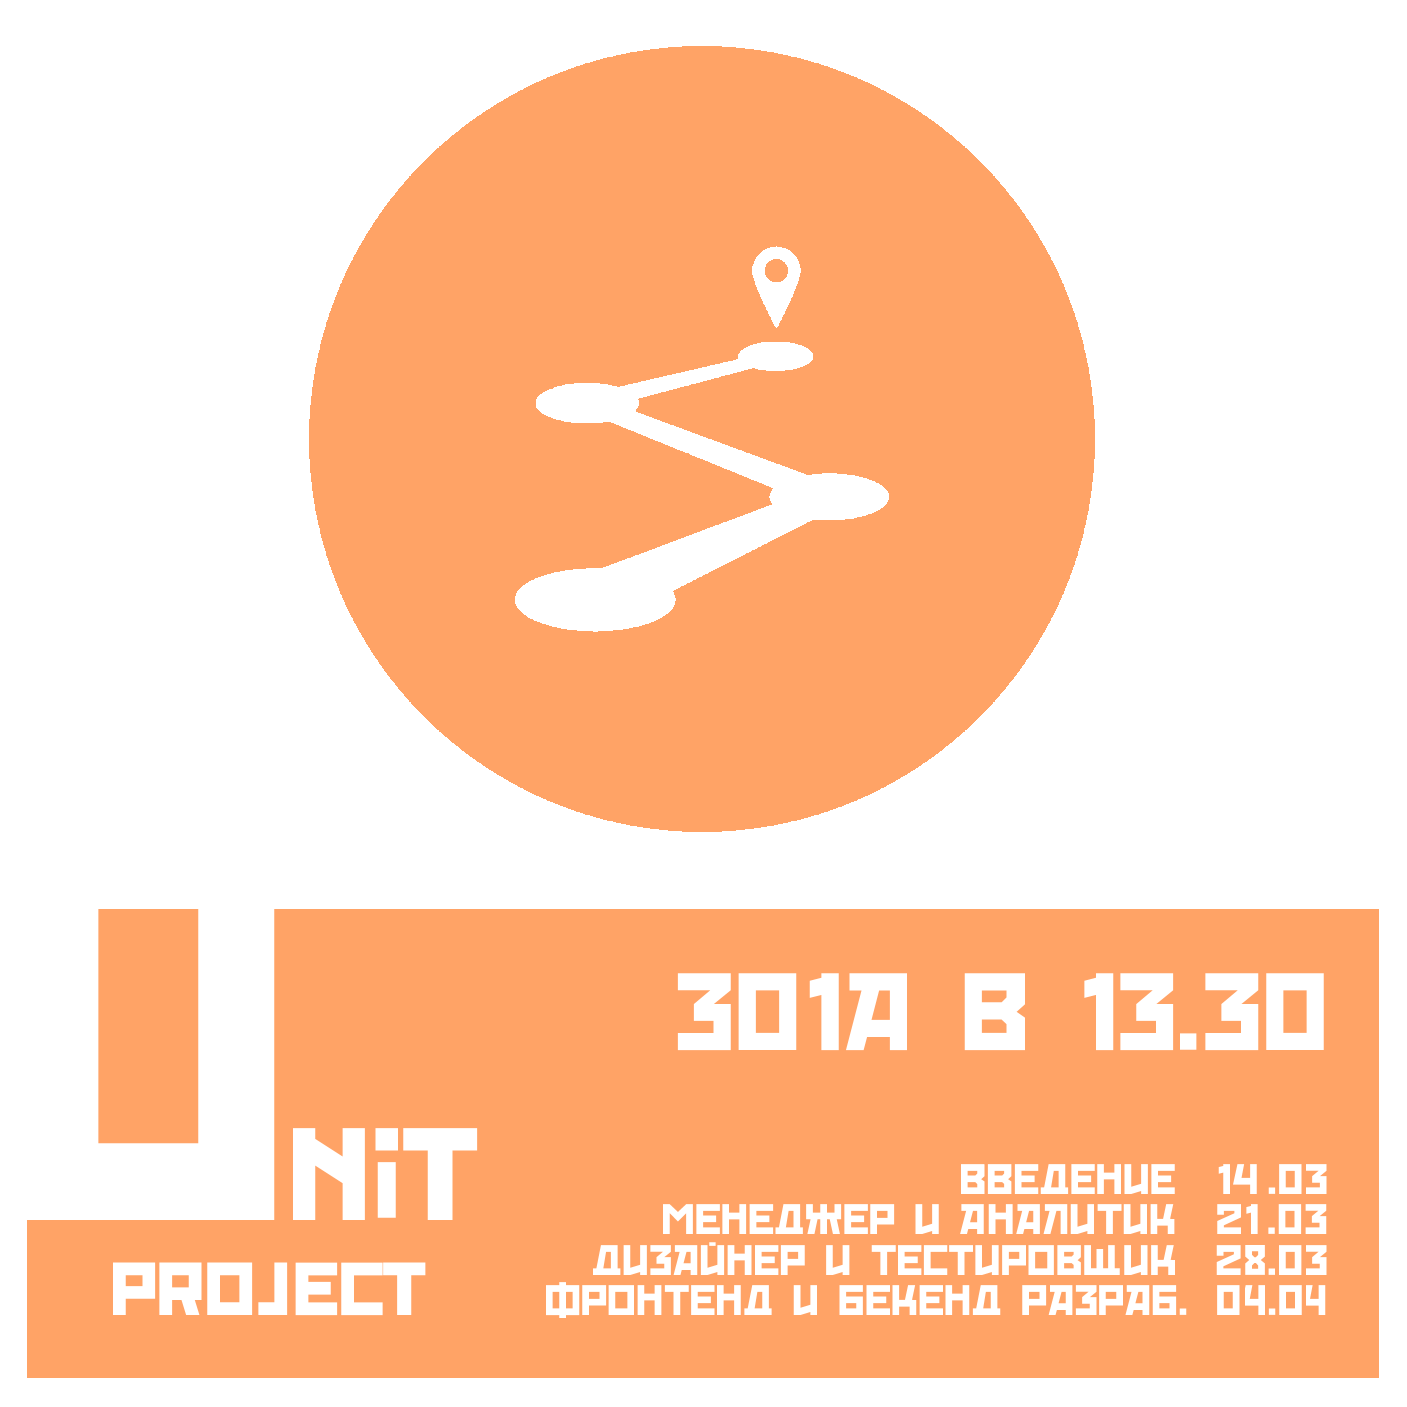 301А В 13.30
UNiT
PROJECT
ВВЕДЕНИЕ 14.03
МЕНЕДЖЕР И АНАЛИТИК 21.03
ДИЗАЙНЕР И ТЕСТИРОВЩИК 28.03
ФРОНТЕНД И БЕКЕНД РАЗРАБ. 04.04